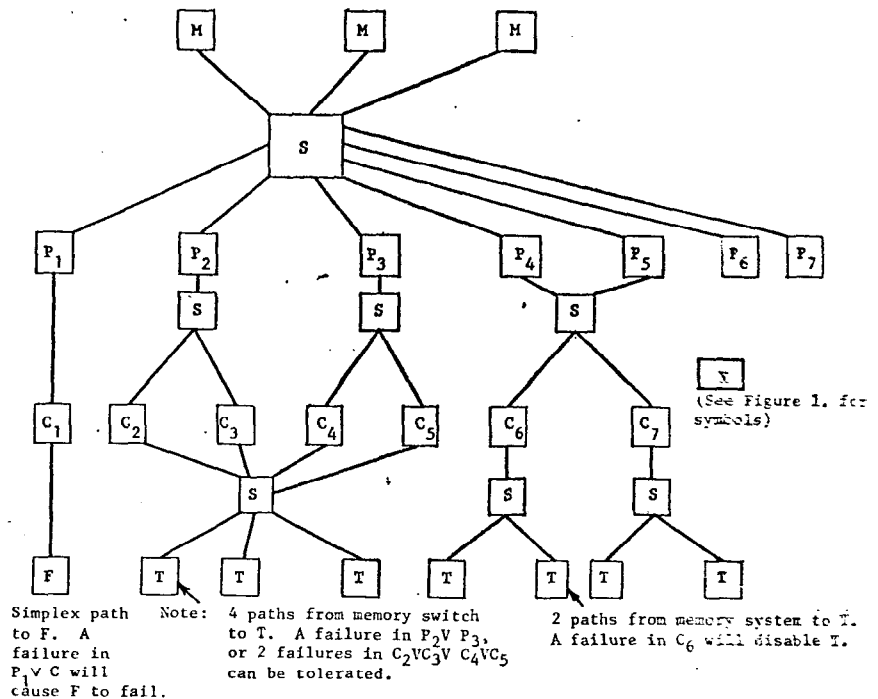 M M M
S
P1 P2 P3 P4 P5 P6 P7
S S S
X
(See Figure 1. for
symbols)
C1 C2 C3 C4 C5 C6 C7
S S S
F T T T T T T T
Simplex path
to F. A
failure in
P1 v C will
cause F to fail.
Note: 4 paths from memory switch
to T. A failure in P2V P3,
or 2 failures in C2VC3V C4VC5
can be tolerated.
2 paths from memory system to T.
A failure in C6 will disable T.